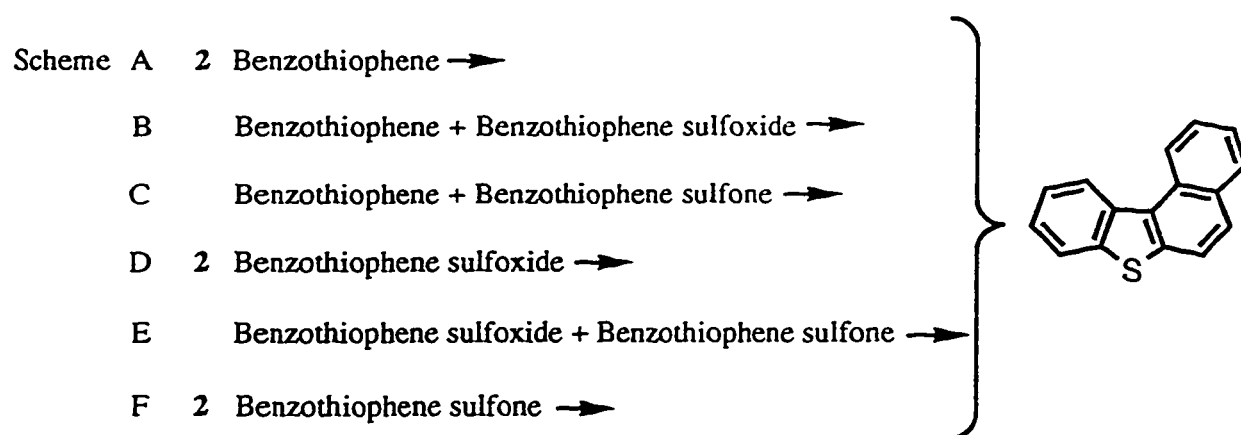 Scheme A 2 Benzothiophene
B Benzothiophene + Benzothiophene sulfoxide
C Benzothiophene + Benzothiophene sulfone
D 2 Benzothiophene sulfoxide
E Benzothiophene sulfoxide + Benzothiophene sulfone
F 2 Benzothiophene sulfone
S